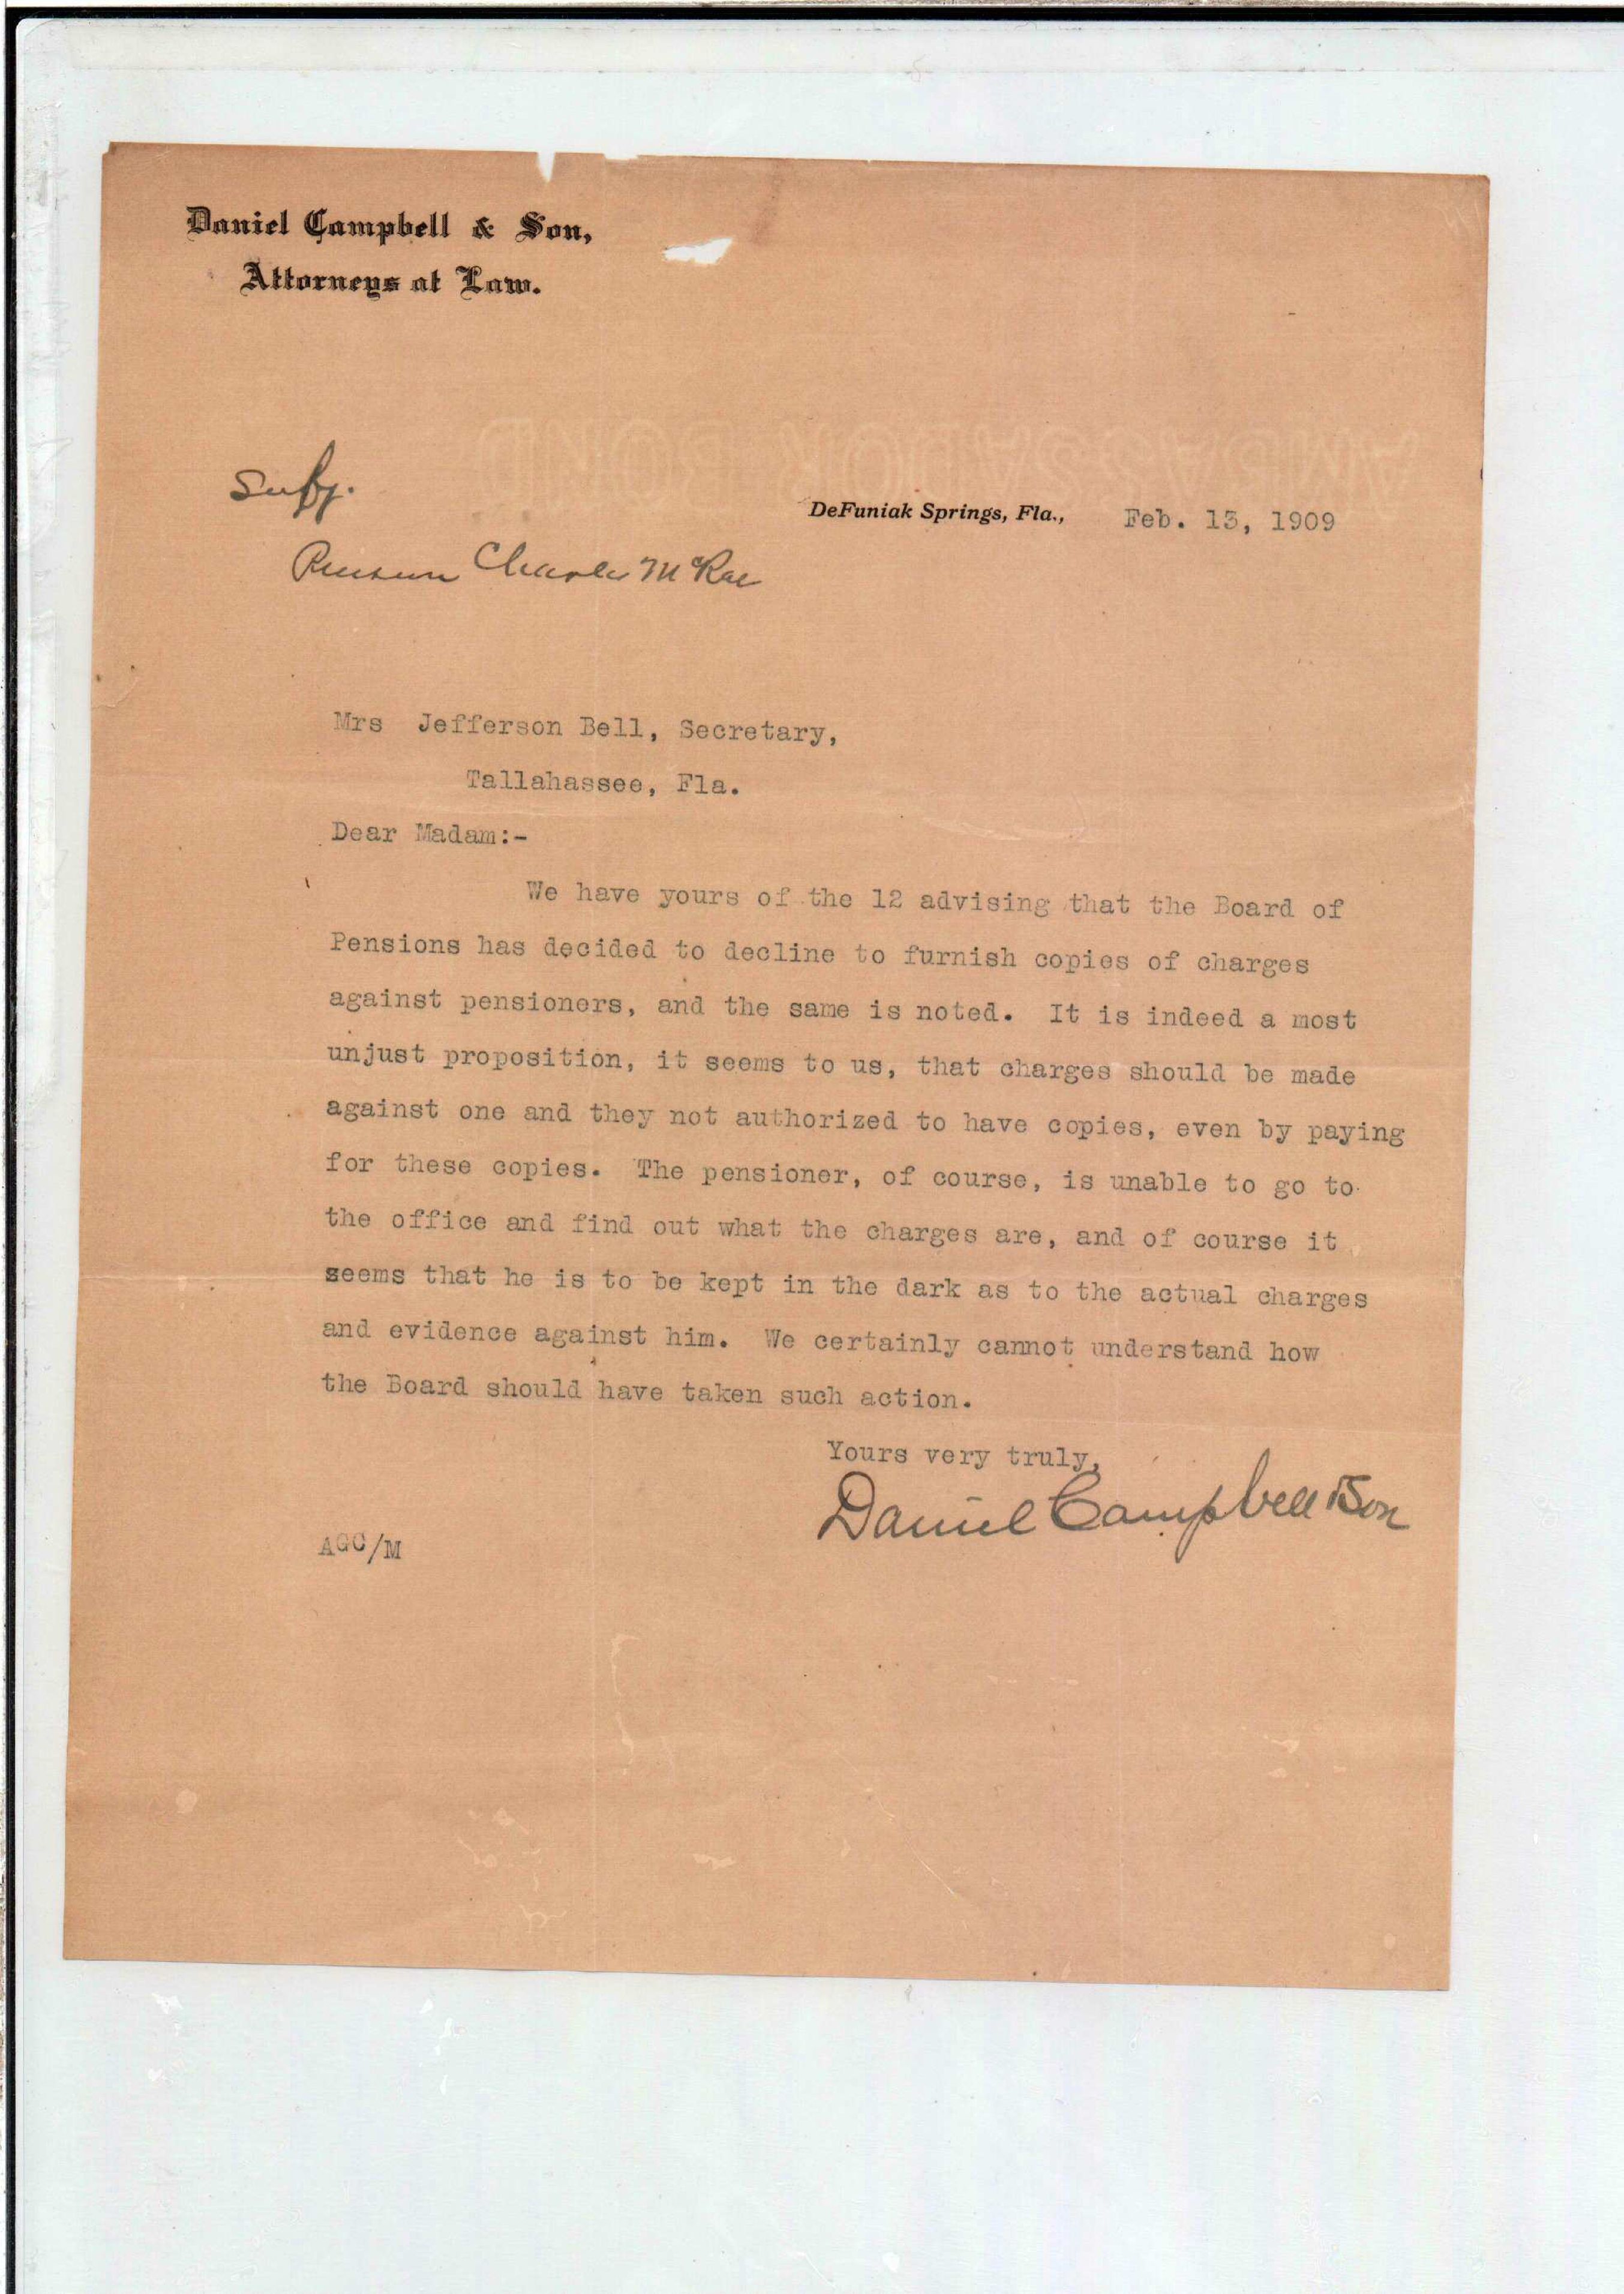 Daniel Campbell & Son,
Attorneys at Law.
AMBASSADOR BOND
Subj.
DeFuniak Springs, Fla., Feb. 13, 1909
Pension Charles McRae
Mrs Jefferson Bell, Secretary,
Tallahassee, Fla.
Dear Madam:-
We have yours of the 12 advising that the Board of
Pensions has decided to decline to furnish copies of charges
against pensioners, and the same is noted. It is indeed a most
unjust proposition, it seems to us, that charges should be made
against one and they not authorized to have copies, even by paying
for these copies. The pensioner, of course, is unable to go to
the office and find out what the charges are, and of course it
seems that he is to be kept in the dark as to the actual charges
and evidence against him. We certainly cannot understand how
the Board should have taken such action.
Yours very truly,
Daniel Campbell & Son
AGC/M